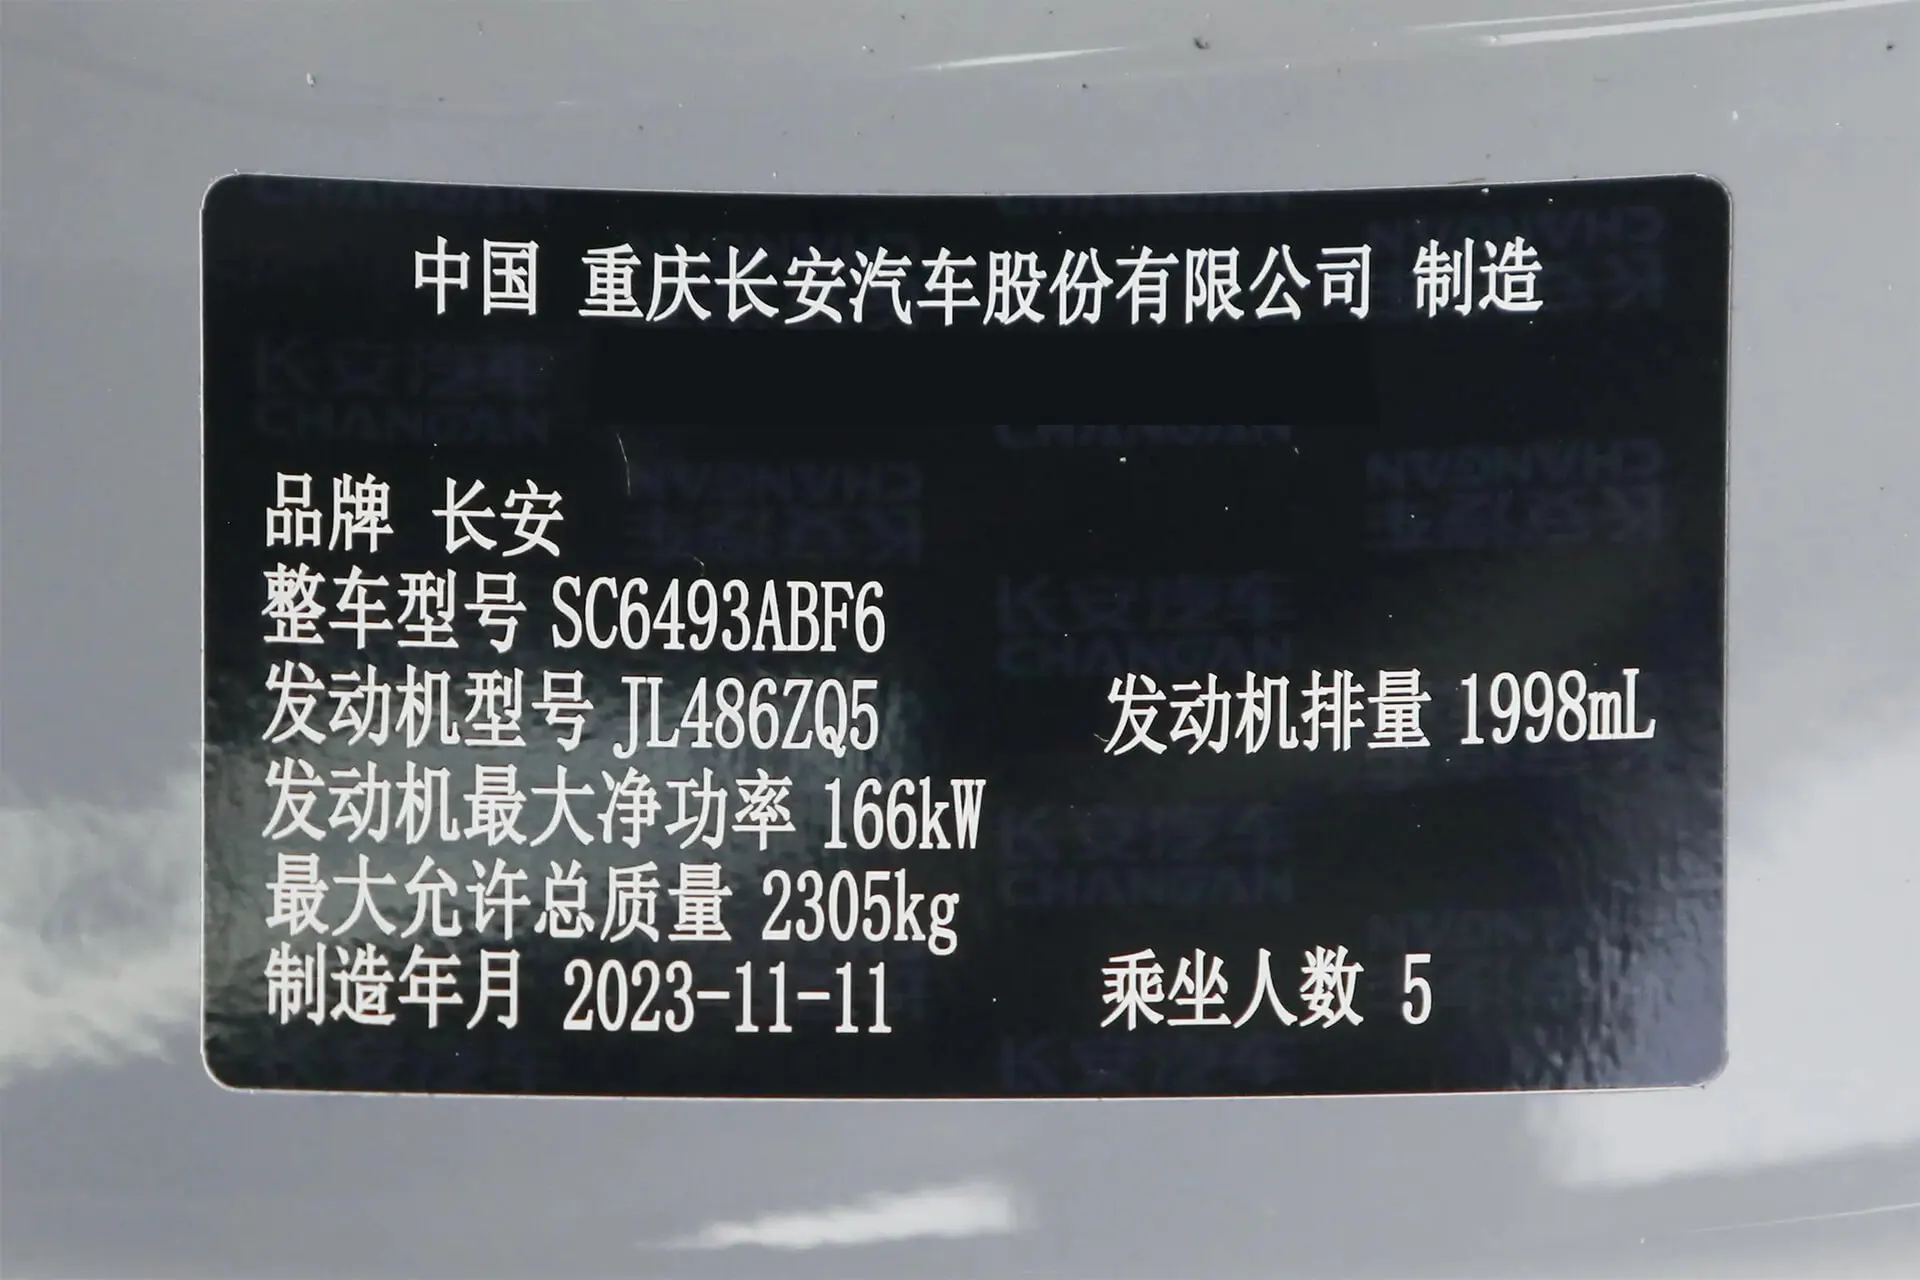 中国 重庆长安汽车股份有限公司 制造
品牌 长安
整车型号 SC6493ABF6
发动机型号 JL486ZQ5 发动机排量 1998mL
发动机最大净功率 166kW
最大允许总质量 2305kg
制造年月 2023-11-11 乘坐人数 5